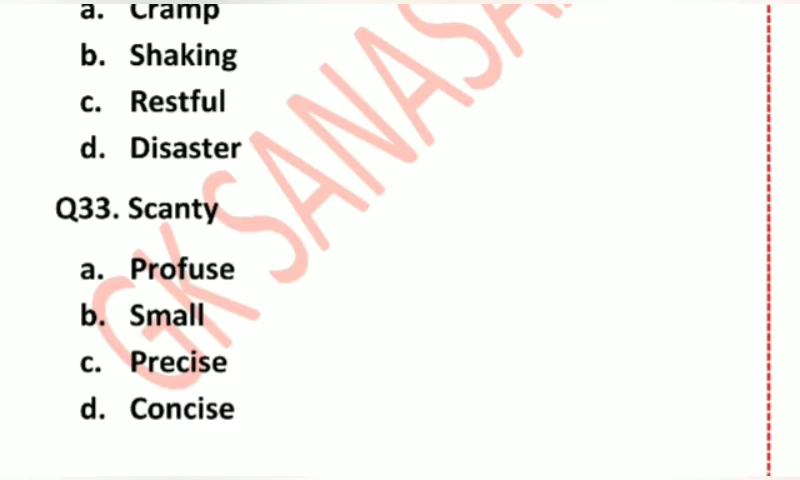 a. Cramp
b. Shaking
c. Restful
d. Disaster
Q33. Scanty
a. Profuse
b. Small
c. Precise
d. Concise
GK SANASA